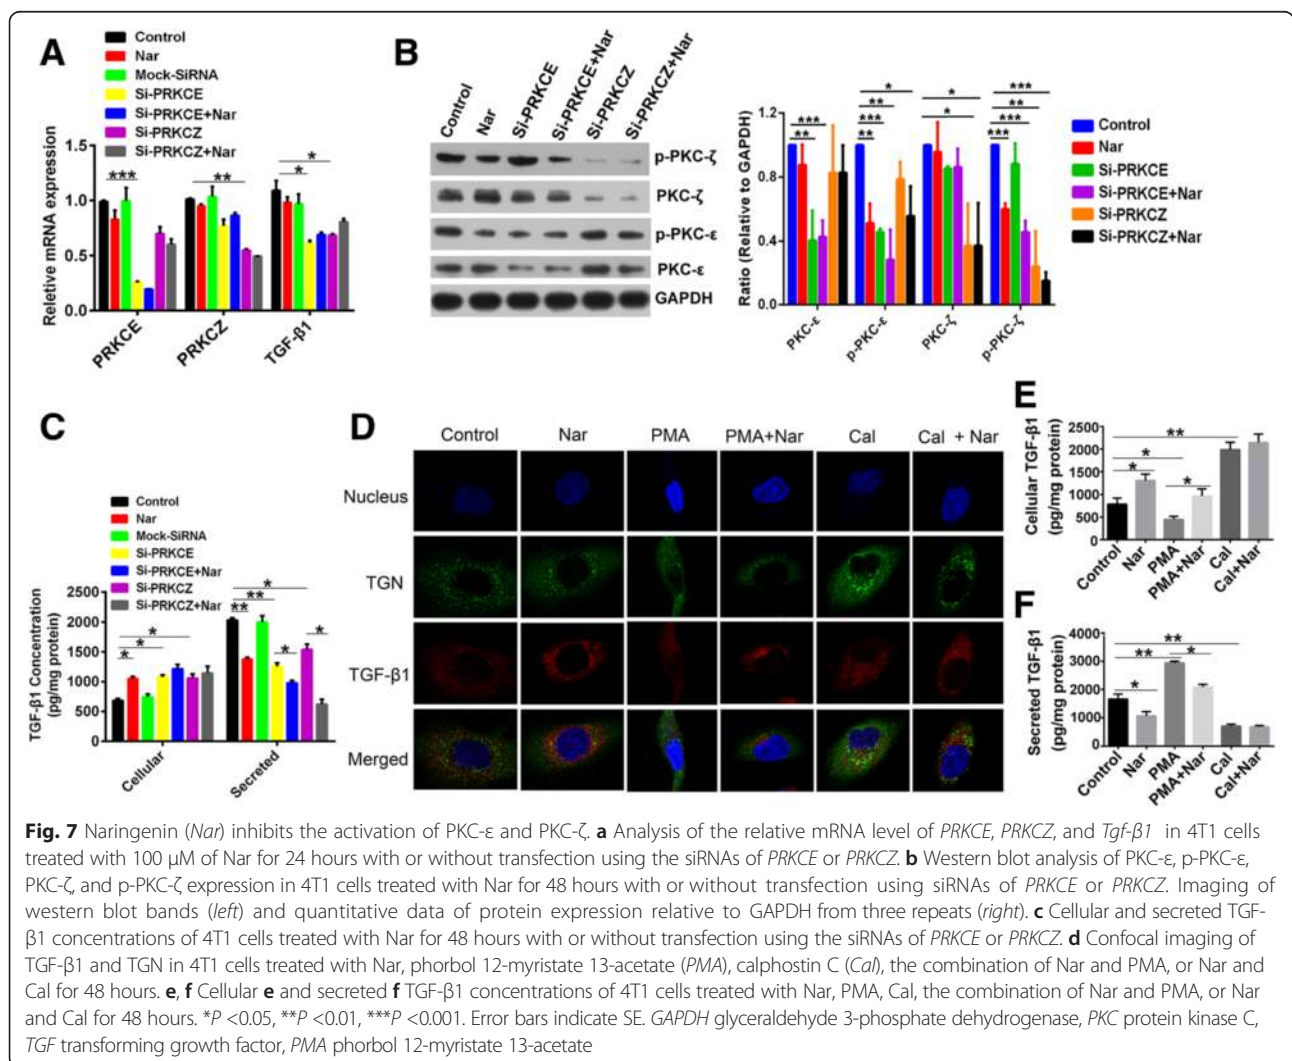 A
Control
Nar
Mock-SiRNA
Si-PRKCE
Si-PRKCE+Nar
Si-PRKCZ
Si-PRKCZ+Nar
Reletive mRNA expression
1.5
1.0
0.5
0.0
***
**
*
*
PRKCE
PRKCZ
TGF-β1
B
Control
Nar
Si-PRKCE
Si-PRKCE+Nar
Si-PRKCZ
Si-PRKCZ+Nar
p-PKC-ζ
PKC-ζ
p-PKC-ε
PKC-ε
GAPDH
Ratio (Relative to GAPDH)
1.2
0.8
0.4
0.0
***
**
*
**
***
**
*
*
***
**
***
***
PKC-ε
p-PKC-ε
PKC-ζ
p-PKC-ζ
Control
Nar
Si-PRKCE
Si-PRKCE+Nar
Si-PRKCZ
Si-PRKCZ+Nar
C
Control
Nar
Mock-SiRNA
Si-PRKCE
Si-PRKCE+Nar
Si-PRKCZ
Si-PRKCZ+Nar
TGF-β1 Concentration
(pg/mg protein)
2500
2000
1500
1000
500
0
*
*
*
*
**
**
*
*
Cellular
Secreted
D
Control
Nar
PMA
PMA+Nar
Cal
Cal + Nar
Nucleus
TGN
TGF-β1
Merged
E
Cellular TGF-β1
(pg/mg protein)
2500
2000
1500
1000
500
0
**
*
*
*
Control
Nar
PMA
PMA+Nar
Cal
Cal+Nar
F
Secreted TGF-β1
(pg/mg protein)
4000
3000
2000
1000
0
**
**
*
*
Control
Nar
PMA
PMA+Nar
Cal
Cal+Nar
Fig. 7 Naringenin (Nar) inhibits the activation of PKC-ε and PKC-ζ. a Analysis of the relative mRNA level of PRKCE, PRKCZ, and Tgf-β1 in 4T1 cells
treated with 100 μM of Nar for 24 hours with or without transfection using the siRNAs of PRKCE or PRKCZ. b Western blot analysis of PKC-ε, p-PKC-ε,
PKC-ζ, and p-PKC-ζ expression in 4T1 cells treated with Nar for 48 hours with or without transfection using siRNAs of PRKCE or PRKCZ. Imaging of
western blot bands (left) and quantitative data of protein expression relative to GAPDH from three repeats (right). c Cellular and secreted TGF-
β1 concentrations of 4T1 cells treated with Nar for 48 hours with or without transfection using the siRNAs of PRKCE or PRKCZ. d Confocal imaging of
TGF-β1 and TGN in 4T1 cells treated with Nar, phorbol 12-myristate 13-acetate (PMA), calphostin C (Cal), the combination of Nar and PMA, or Nar and
Cal for 48 hours. e, f Cellular e and secreted f TGF-β1 concentrations of 4T1 cells treated with Nar, PMA, Cal, the combination of Nar and PMA, or Nar
and Cal for 48 hours. *P <0.05, **P <0.01, ***P <0.001. Error bars indicate SE. GAPDH glyceraldehyde 3-phosphate dehydrogenase, PKC protein kinase C,
TGF transforming growth factor, PMA phorbol 12-myristate 13-acetate